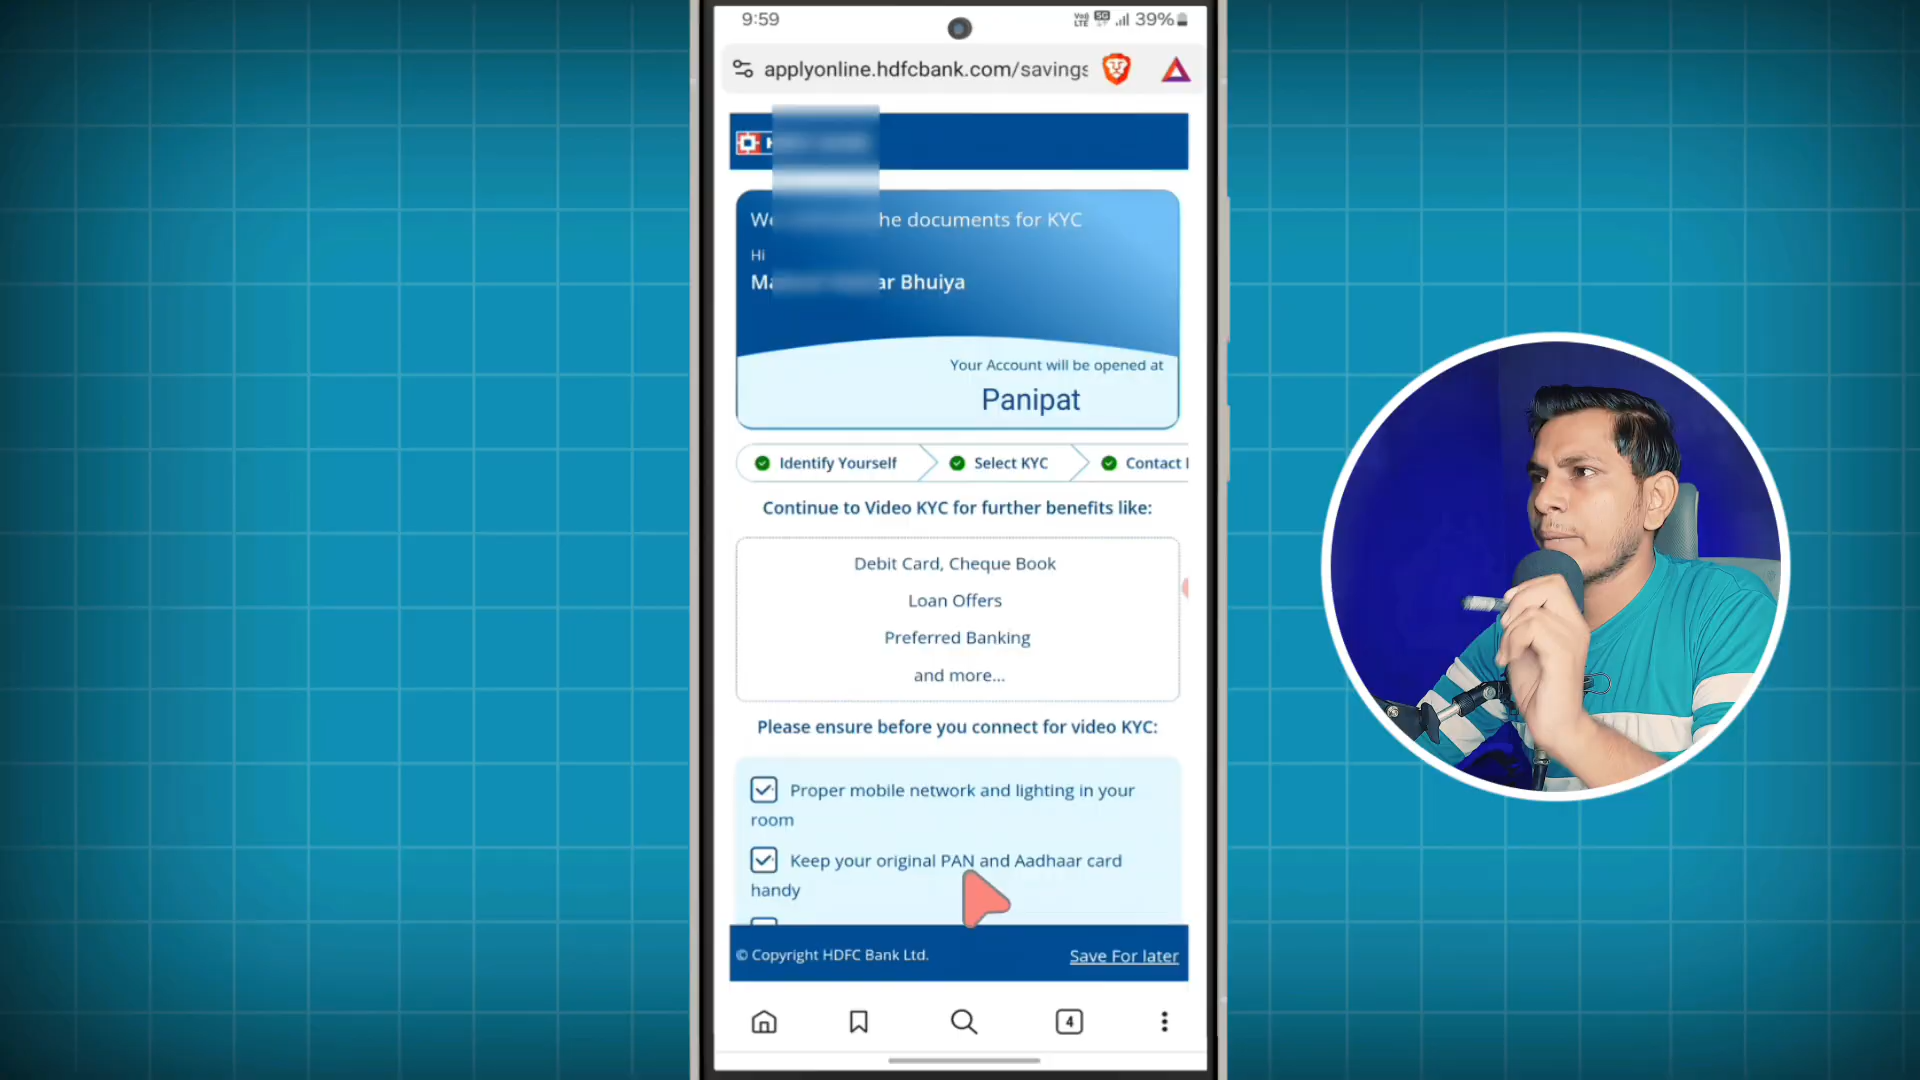 9:59
Vo)
LTE
5G
39%
applyonline.hdfcbank.com/savings
he documents for KYC
Hi
ar Bhuiya
Your Account will be opened at
Panipat
Identify Yourself
Select KYC
Contact
Continue to Video KYC for further benefits like:
Debit Card, Cheque Book
Loan Offers
Preferred Banking
and more...
Please ensure before you connect for video KYC:
Proper mobile network and lighting in your
room
Keep your original PAN and Aadhaar card
handy
© Copyright HDFC Bank Ltd.
Save For later
4